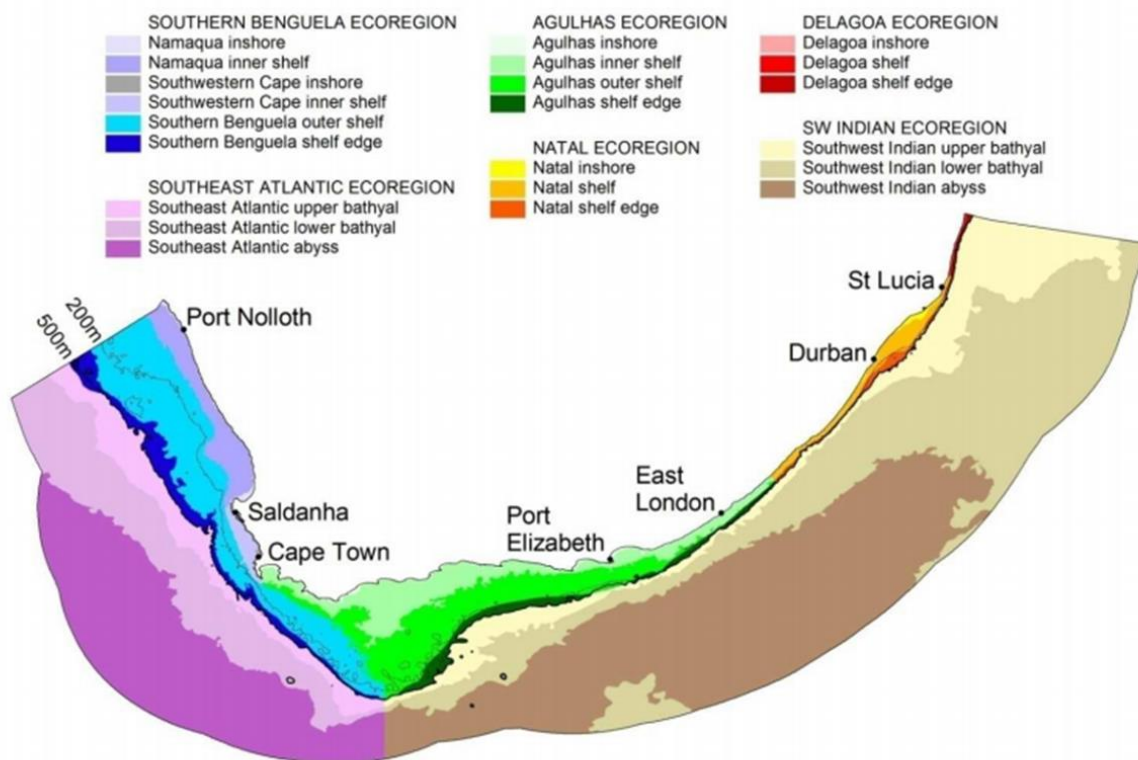 SOUTHERN BENGUELA ECOREGION
Namaqua inshore
Namaqua inner shelf
Southwestern Cape inshore
Southwestern Cape inner shelf
Southern Benguela outer shelf
Southern Benguela shelf edge
SOUTHEAST ATLANTIC ECOREGION
Southeast Atlantic upper bathyal
Southeast Atlantic lower bathyal
Southeast Atlantic abyss
AGULHAS ECOREGION
Agulhas inshore
Agulhas inner shelf
Agulhas outer shelf
Agulhas shelf edge
NATAL ECOREGION
Natal inshore
Natal shelf
Natal shelf edge
DELAGOA ECOREGION
Delagoa inshore
Delagoa shelf
Delagoa shelf edge
SW INDIAN ECOREGION
Southwest Indian upper bathyal
Southwest Indian lower bathyal
Southwest Indian abyss
200m
500m
Port Nolloth
Saldanha
Cape Town
Port
Elizabeth
East
London
Durban
St Lucia